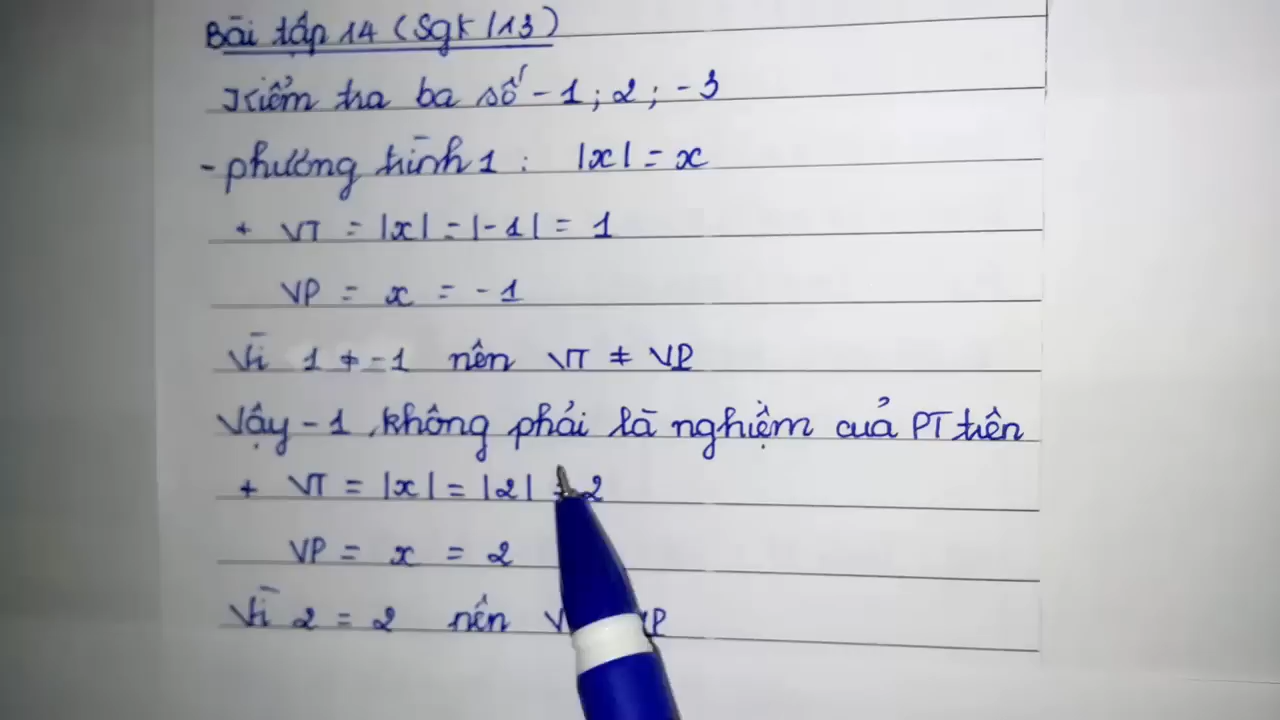 Bài tập 14 (Sgk/13)
Kiểm tra ba số -1; 2; -3
- phương trình 1: |x| = x
+ VT = |x| = |-1| = 1
VP = x = -1
Vì 1 ≠ -1 nên VT ≠ VP
Vậy -1 không phải là nghiệm của PT trên
+ VT = |x| = |2| = 2
VP = x = 2
Vì 2 = 2 nên VP